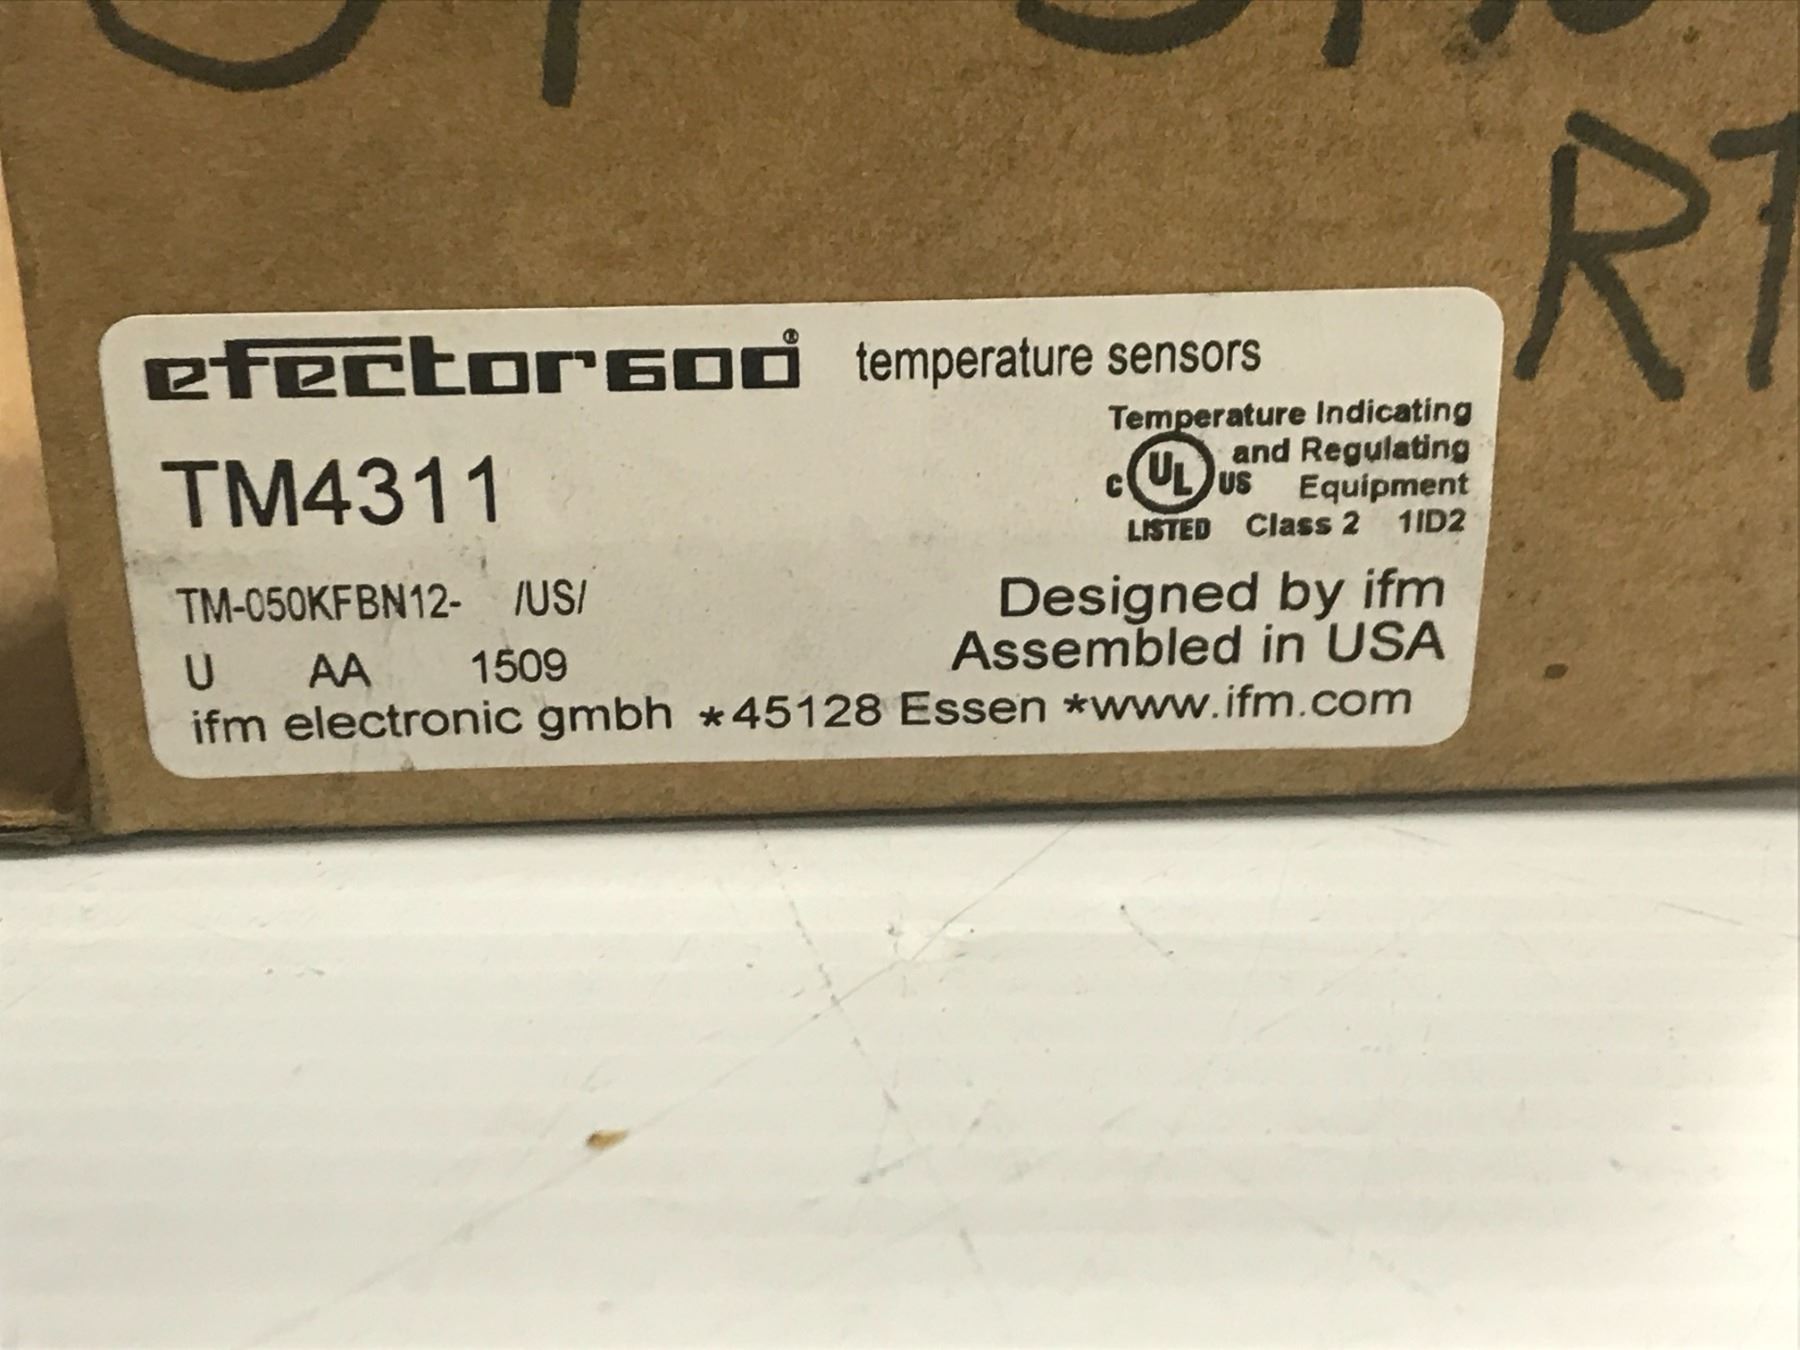 efector600® temperature sensors
TM4311
Temperature Indicating
and Regulating
Equipment
C UL US
LISTED Class 2 1ID2
TM-050KFBN12- /US/
U AA 1509
Designed by ifm
Assembled in USA
ifm electronic gmbh *45128 Essen *www.ifm.com